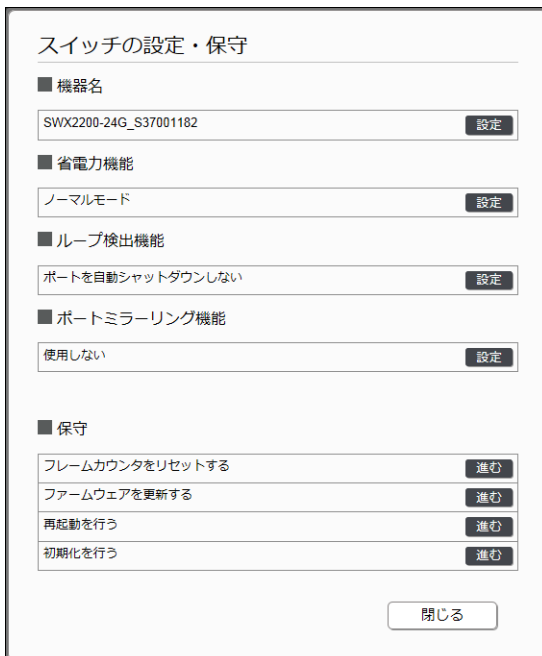 スイッチの設定・保守
■ 機器名
SWX2200-24G_S37001182 設定
■ 省電力機能
ノーマルモード 設定
■ ループ検出機能
ポートを自動シャットダウンしない 設定
■ ポートミラーリング機能
使用しない 設定
■ 保守
フレームカウンタをリセットする 進む
ファームウェアを更新する 進む
再起動を行う 進む
初期化を行う 進む
閉じる